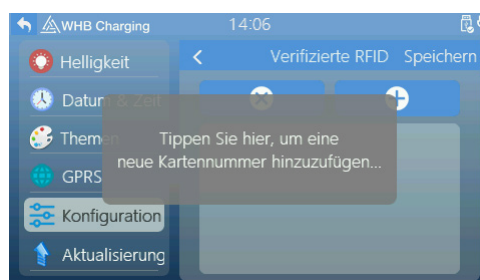 WHB Charging
14:06
Helligkeit
Verifizierte RFID
Speichern
Datum & Zeit
Themen
Tippen Sie hier, um eine
neue Kartennummer hinzuzufügen...
GPRS
Konfiguration
Aktualisierung